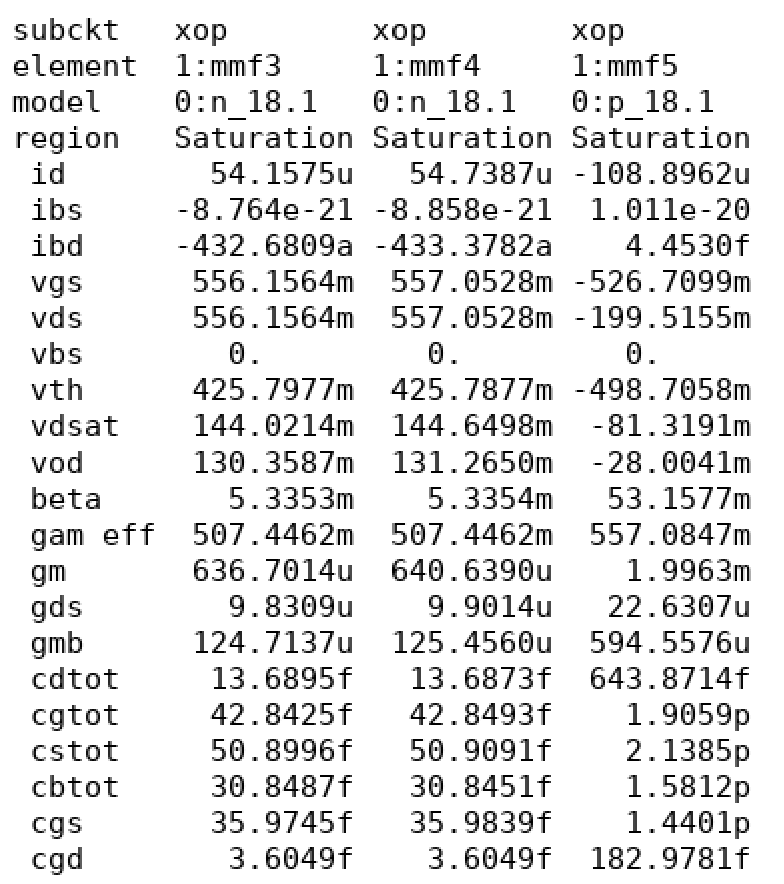 subckt xop xop xop
element 1:mmf3 1:mmf4 1:mmf5
model 0:n_18.1 0:n_18.1 0:p_18.1
region Saturation Saturation Saturation
id 54.1575u 54.7387u -108.8962u
ibs -8.764e-21 -8.858e-21 1.011e-20
ibd -432.6809a -433.3782a 4.4530f
vgs 556.1564m 557.0528m -526.7099m
vds 556.1564m 557.0528m -199.5155m
vbs 0. 0. 0.
vth 425.7977m 425.7877m -498.7058m
vdsat 144.0214m 144.6498m -81.3191m
vod 130.3587m 131.2650m -28.0041m
beta 5.3353m 5.3354m 53.1577m
gam eff 507.4462m 507.4462m 557.0847m
gm 636.7014u 640.6390u 1.9963m
gds 9.8309u 9.9014u 22.6307u
gmb 124.7137u 125.4560u 594.5576u
cdtot 13.6895f 13.6873f 643.8714f
cgtot 42.8425f 42.8493f 1.9059p
cstot 50.8996f 50.9091f 2.1385p
cbtot 30.8487f 30.8451f 1.5812p
cgs 35.9745f 35.9839f 1.4401p
cgd 3.6049f 3.6049f 182.9781f